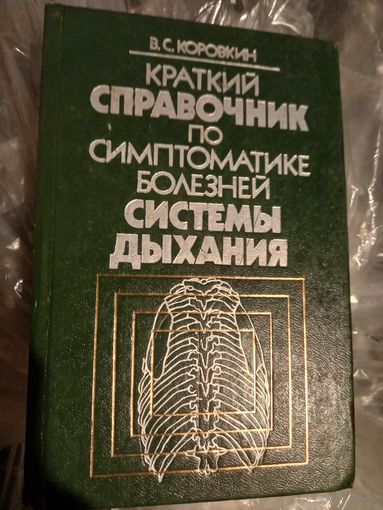 В. С. КОРОВКИН
КРАТКИЙ
СПРАВОЧНИК
ПО
СИМПТОМАТИКЕ
БОЛЕЗНЕЙ
СИСТЕМЫ
ДЫХАНИЯ